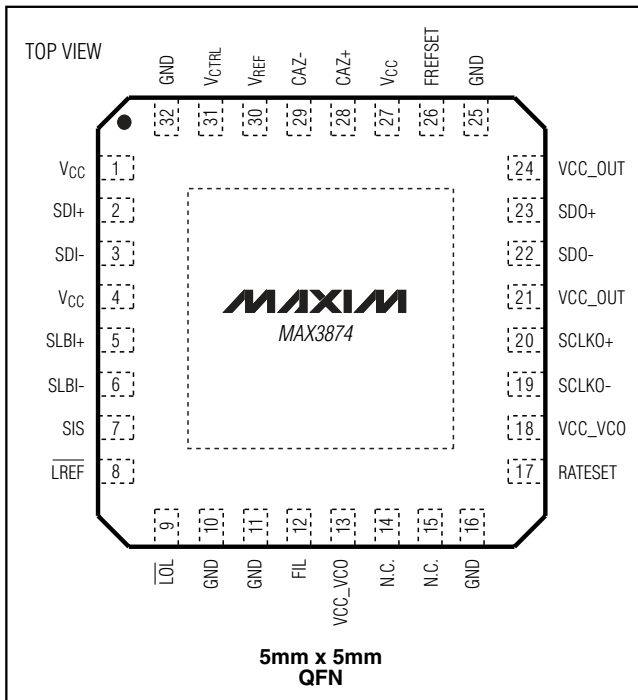 TOP VIEW
GND
VCTRL
VREF
CAZ-
CAZ+
VCC
FREFSET
GND
32
31
30
29
28
27
26
25
VCC 1
SDI+ 2
SDI- 3
VCC 4
SLBI+ 5
SLBI- 6
SIS 7
L̅R̅E̅F̅ 8
24 VCC_OUT
23 SDO+
22 SDO-
21 VCC_OUT
20 SCLKO+
19 SCLKO-
18 VCC_VCO
17 RATESET
MAXIM
MAX3874
9
10
11
12
13
14
15
16
L̅O̅L̅
GND
GND
FIL
VCC_VCO
N.C.
N.C.
GND
5mm x 5mm
QFN